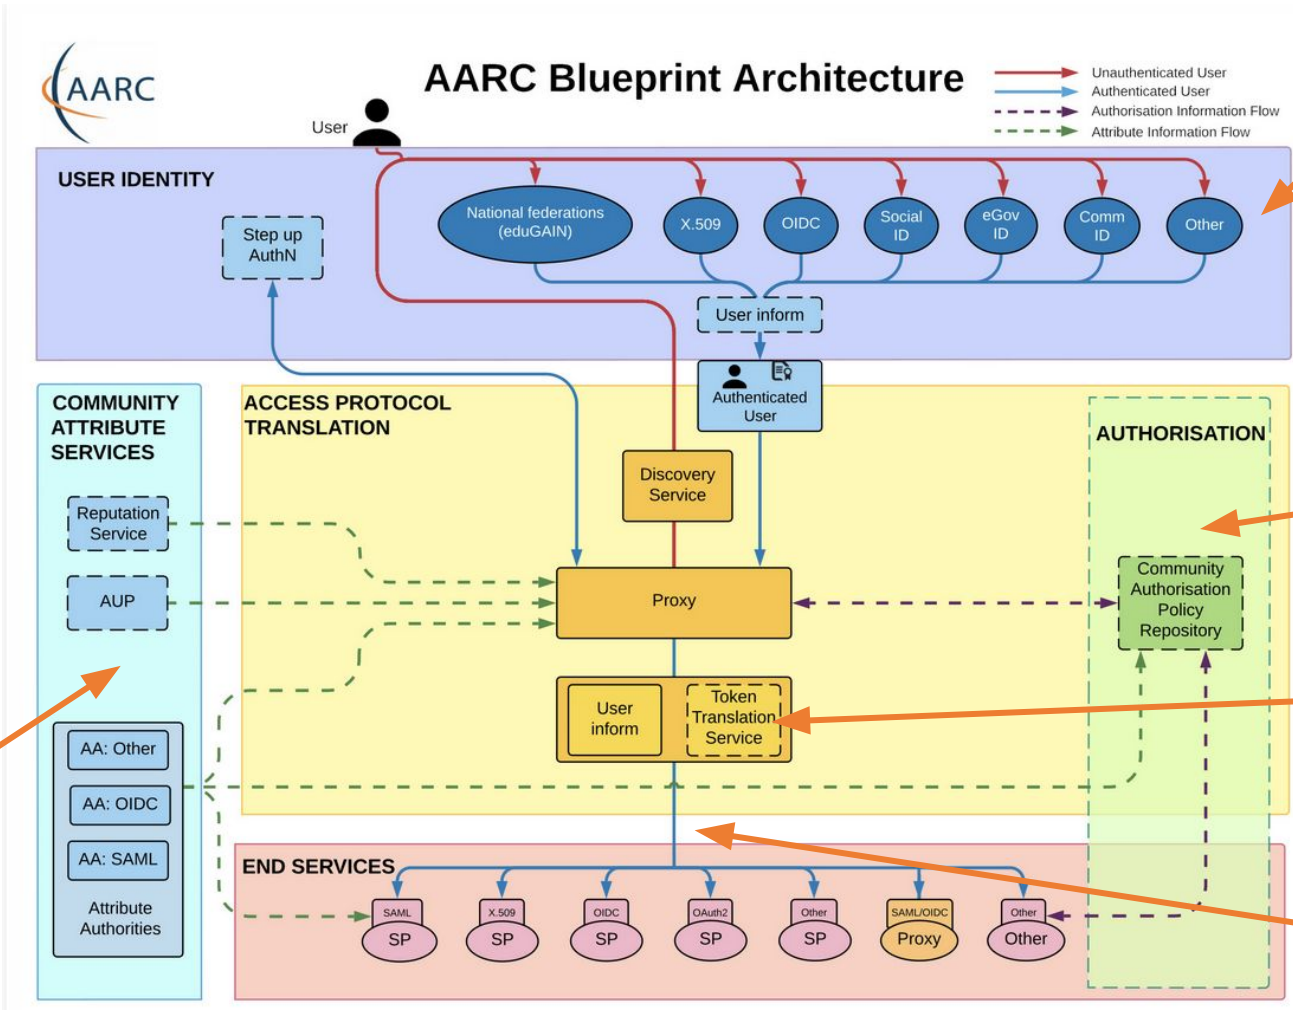 AARC
AARC Blueprint Architecture
Unauthenticated User
Authenticated User
Authorisation Information Flow
Attribute Information Flow
User
USER IDENTITY
Step up
AuthN
National federations
(eduGAIN)
X.509
OIDC
Social
ID
eGov
ID
Comm
ID
Other
User inform
Authenticated
User
COMMUNITY
ATTRIBUTE
SERVICES
Reputation
Service
AUP
AA: Other
AA: OIDC
AA: SAML
Attribute
Authorities
ACCESS PROTOCOL
TRANSLATION
Discovery
Service
Proxy
User
inform
Token
Translation
Service
AUTHORISATION
Community
Authorisation
Policy
Repository
END SERVICES
SAML
SP
X.509
SP
OIDC
SP
OAuth2
SP
Other
SP
SAML/OIDC
Proxy
Other
Other